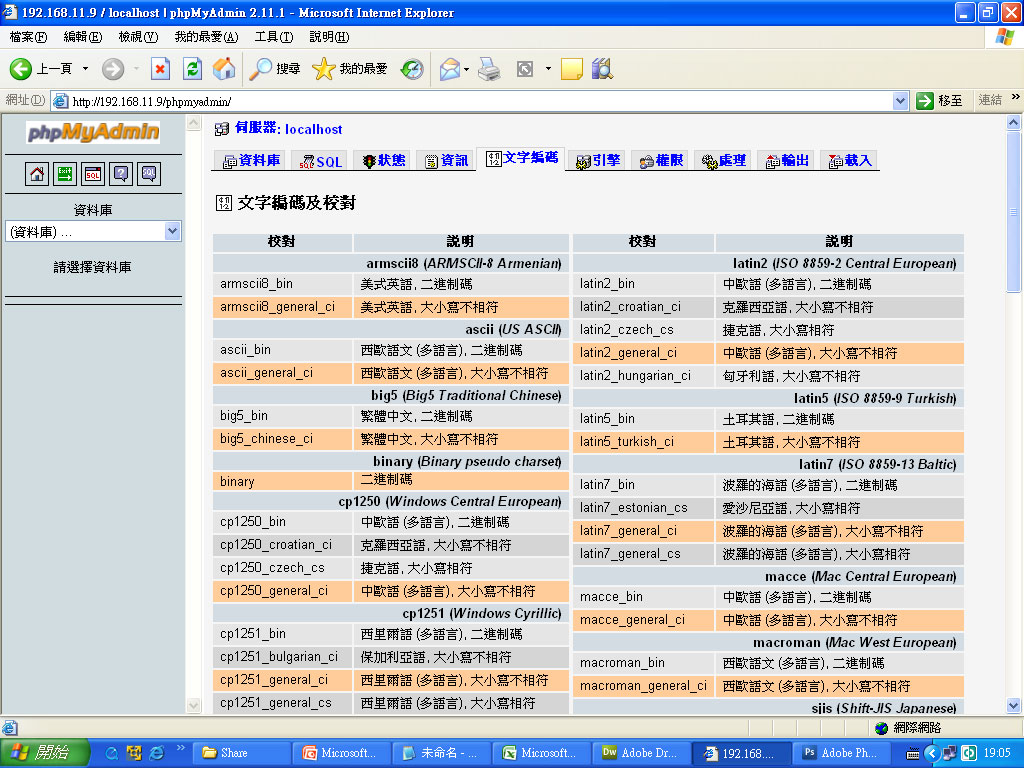 192.168.11.9 / localhost | phpMyAdmin 2.11.1 - Microsoft Internet Explorer
檔案(F) 編輯(E) 檢視(V) 我的最愛(A) 工具(T) 說明(H)
上一頁 搜尋 我的最愛
網址(D) http://192.168.11.9/phpmyadmin/ 移至 連結 »
phpMyAdmin
Exit SQL ? SQL
資料庫
(資料庫) ...
請選擇資料庫
伺服器: localhost
資料庫 SQL 狀態 資訊 文字編碼 引擎 權限 處理 輸出 載入
文字編碼及校對
校對 說明
armscii8 (ARMSCII-8 Armenian)
armscii8_bin 美式英語, 二進制碼
armscii8_general_ci 美式英語, 大小寫不相符
ascii (US ASCII)
ascii_bin 西歐語文 (多語言), 二進制碼
ascii_general_ci 西歐語文 (多語言), 大小寫不相符
big5 (Big5 Traditional Chinese)
big5_bin 繁體中文, 二進制碼
big5_chinese_ci 繁體中文, 大小寫不相符
binary (Binary pseudo charset)
binary 二進制碼
cp1250 (Windows Central European)
cp1250_bin 中歐語 (多語言), 二進制碼
cp1250_croatian_ci 克羅西亞語, 大小寫不相符
cp1250_czech_cs 捷克語, 大小寫相符
cp1250_general_ci 中歐語 (多語言), 大小寫不相符
cp1251 (Windows Cyrillic)
cp1251_bin 西里爾語 (多語言), 二進制碼
cp1251_bulgarian_ci 保加利亞語, 大小寫不相符
cp1251_general_ci 西里爾語 (多語言), 大小寫不相符
cp1251_general_cs 西里爾語 (多語言), 大小寫相符
校對 說明
latin2 (ISO 8859-2 Central European)
latin2_bin 中歐語 (多語言), 二進制碼
latin2_croatian_ci 克羅西亞語, 大小寫不相符
latin2_czech_cs 捷克語, 大小寫相符
latin2_general_ci 中歐語 (多語言), 大小寫不相符
latin2_hungarian_ci 匈牙利語, 大小寫不相符
latin5 (ISO 8859-9 Turkish)
latin5_bin 土耳其語, 二進制碼
latin5_turkish_ci 土耳其語, 大小寫不相符
latin7 (ISO 8859-13 Baltic)
latin7_bin 波羅的海語 (多語言), 二進制碼
latin7_estonian_cs 愛沙尼亞語, 大小寫相符
latin7_general_ci 波羅的海語 (多語言), 大小寫不相符
latin7_general_cs 波羅的海語 (多語言), 大小寫相符
macce (Mac Central European)
macce_bin 中歐語 (多語言), 二進制碼
macce_general_ci 中歐語 (多語言), 大小寫不相符
macroman (Mac West European)
macroman_bin 西歐語文 (多語言), 二進制碼
macroman_general_ci 西歐語文 (多語言), 大小寫不相符
sjis (Shift-JIS Japanese)
網際網路
開始 » Share Microsoft... 未命名 - ... Microsoft... Dw Adobe Dr... 192.168.... Ps Adobe Ph... 19:05